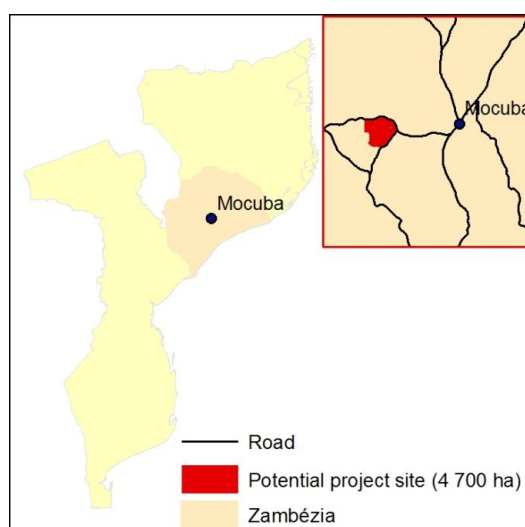 Mocuba
Mocuba
Road
Potential project site (4 700 ha)
Zambézia